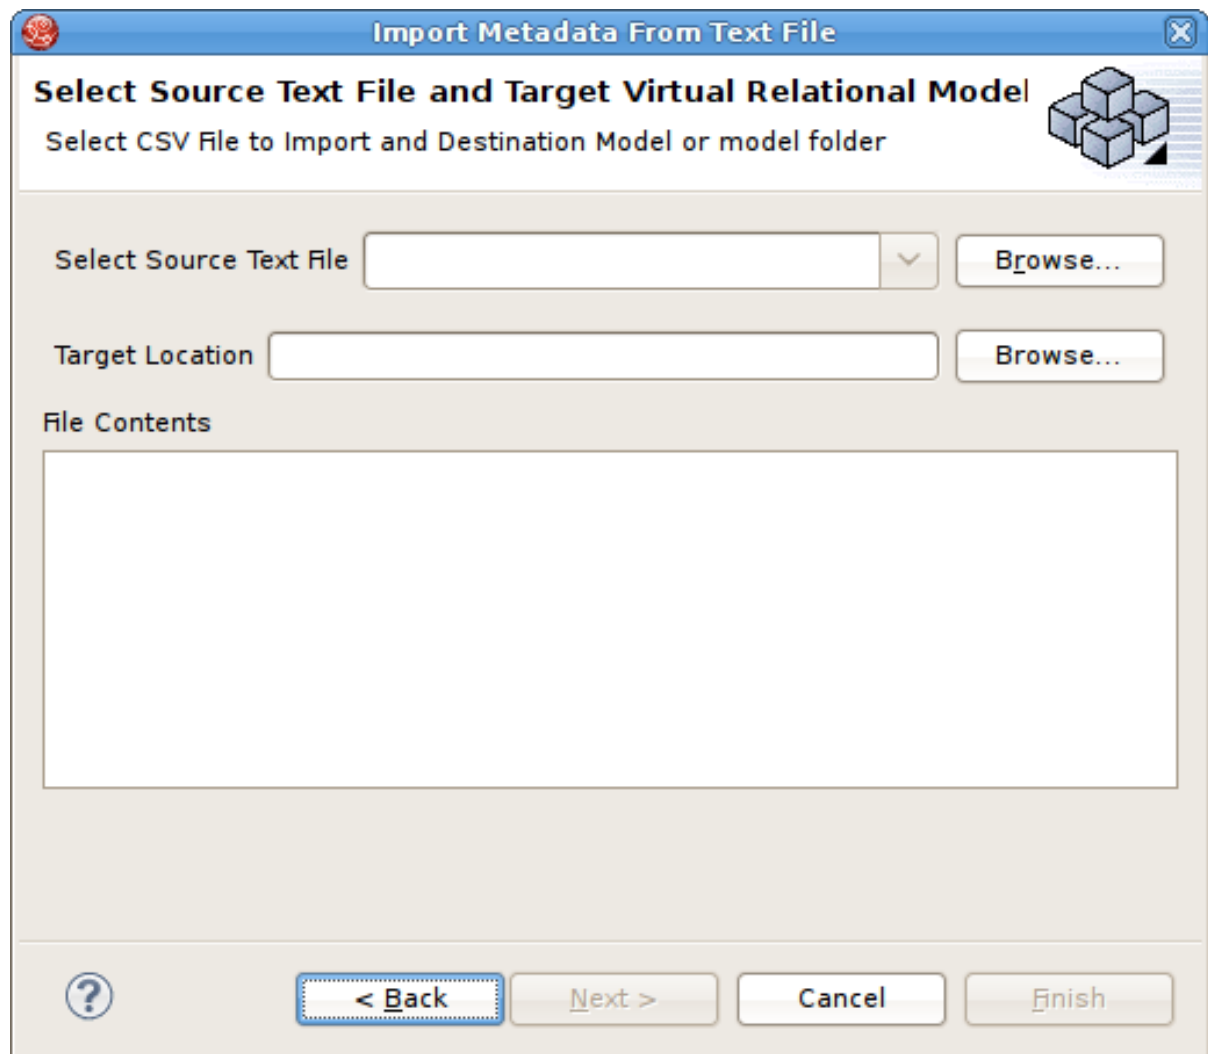 Import Metadata From Text File
Select Source Text File and Target Virtual Relational Model
Select CSV File to Import and Destination Model or model folder
Select Source Text File Browse...
Target Location Browse...
File Contents
? < Back Next > Cancel Finish